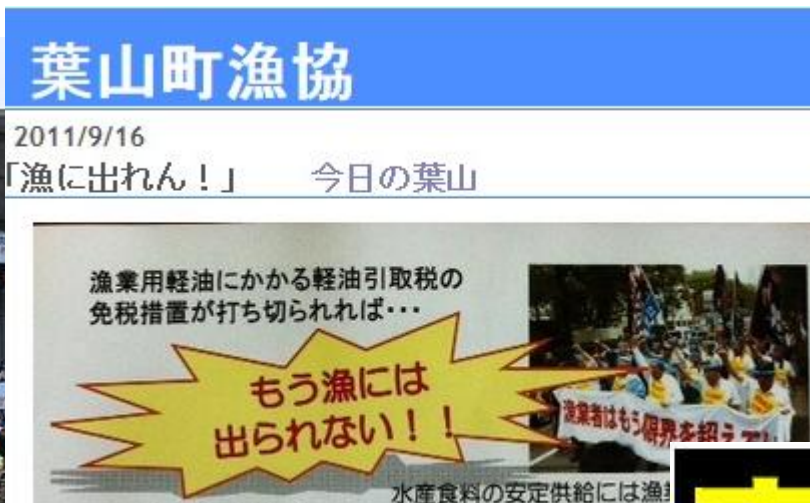 葉山町漁協
2011/9/16
「漁に出れん！」 今日の葉山
漁業用軽油にかかる軽油引取税の
免税措置が打ち切られれば・・・
もう漁には
出られない！！
漁業者はもう限界を超えて
水産食料の安定供給には漁